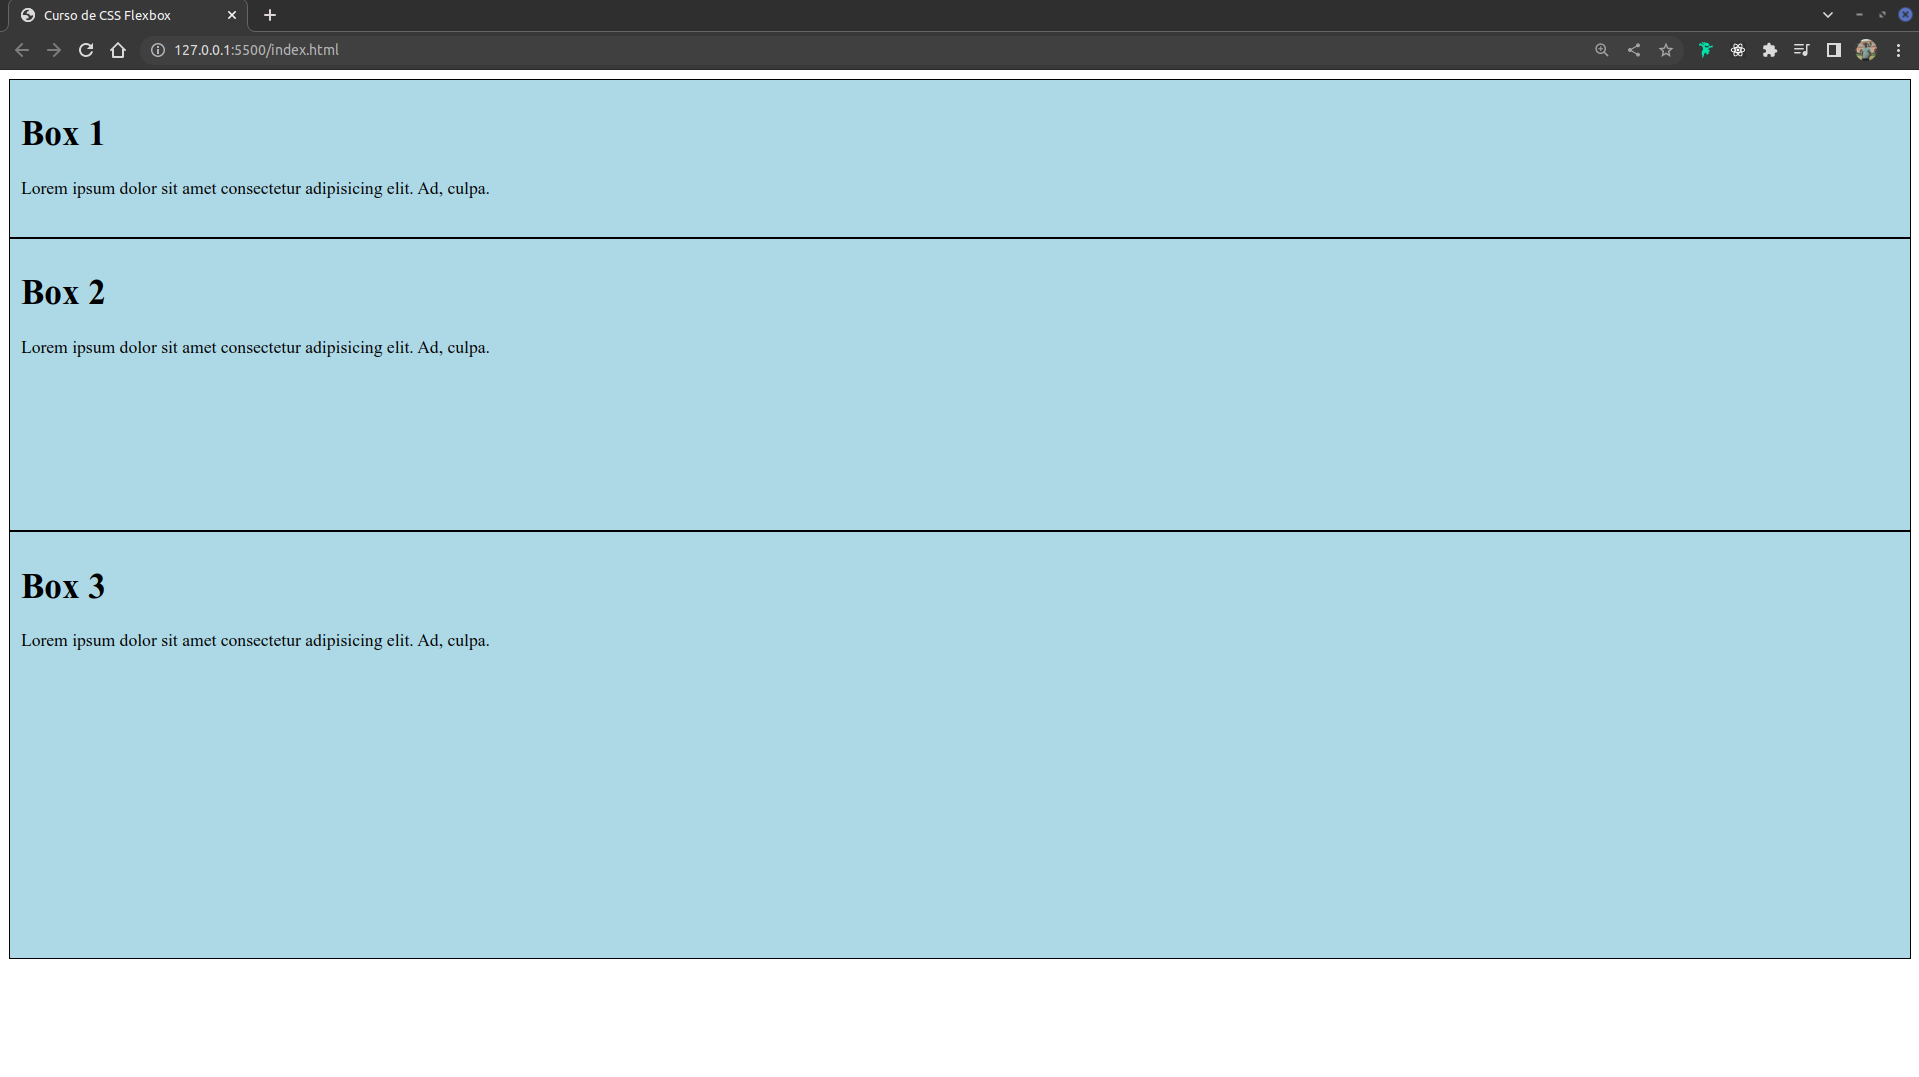 Curso de CSS Flexbox
127.0.0.1:5500/index.html
Box 1
Lorem ipsum dolor sit amet consectetur adipisicing elit. Ad, culpa.
Box 2
Lorem ipsum dolor sit amet consectetur adipisicing elit. Ad, culpa.
Box 3
Lorem ipsum dolor sit amet consectetur adipisicing elit. Ad, culpa.